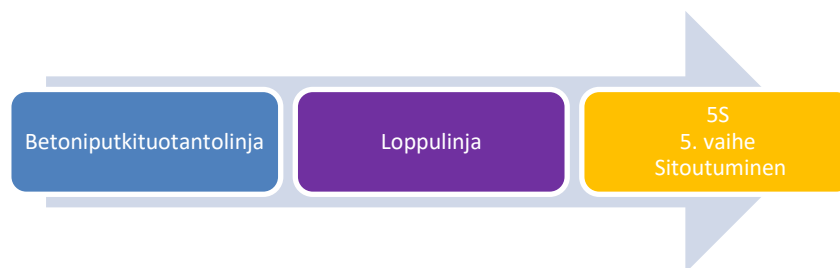 Betoniputkituotantolinja
Loppulinja
5S
5. vaihe
Sitoutuminen